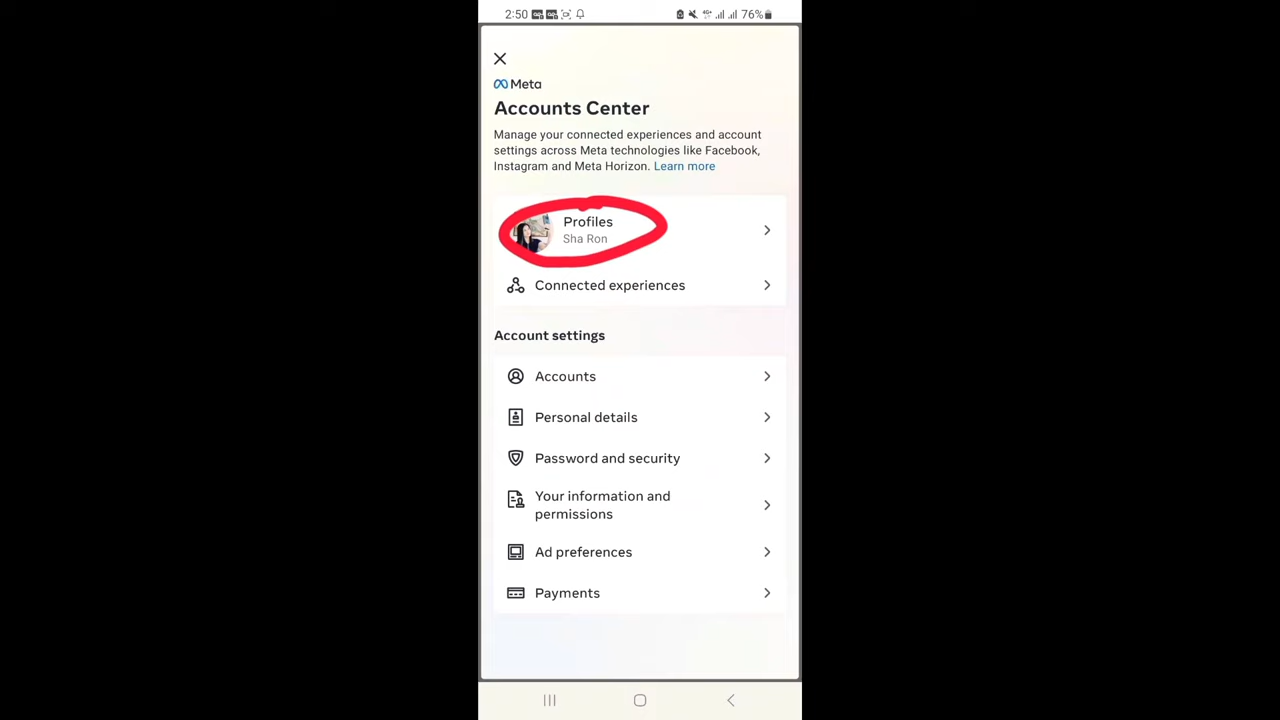 2:50
76%
Meta
Accounts Center
Manage your connected experiences and account
settings across Meta technologies like Facebook,
Instagram and Meta Horizon. Learn more
Profiles
Sha Ron
Connected experiences
Account settings
Accounts
Personal details
Password and security
Your information and
permissions
Ad preferences
Payments